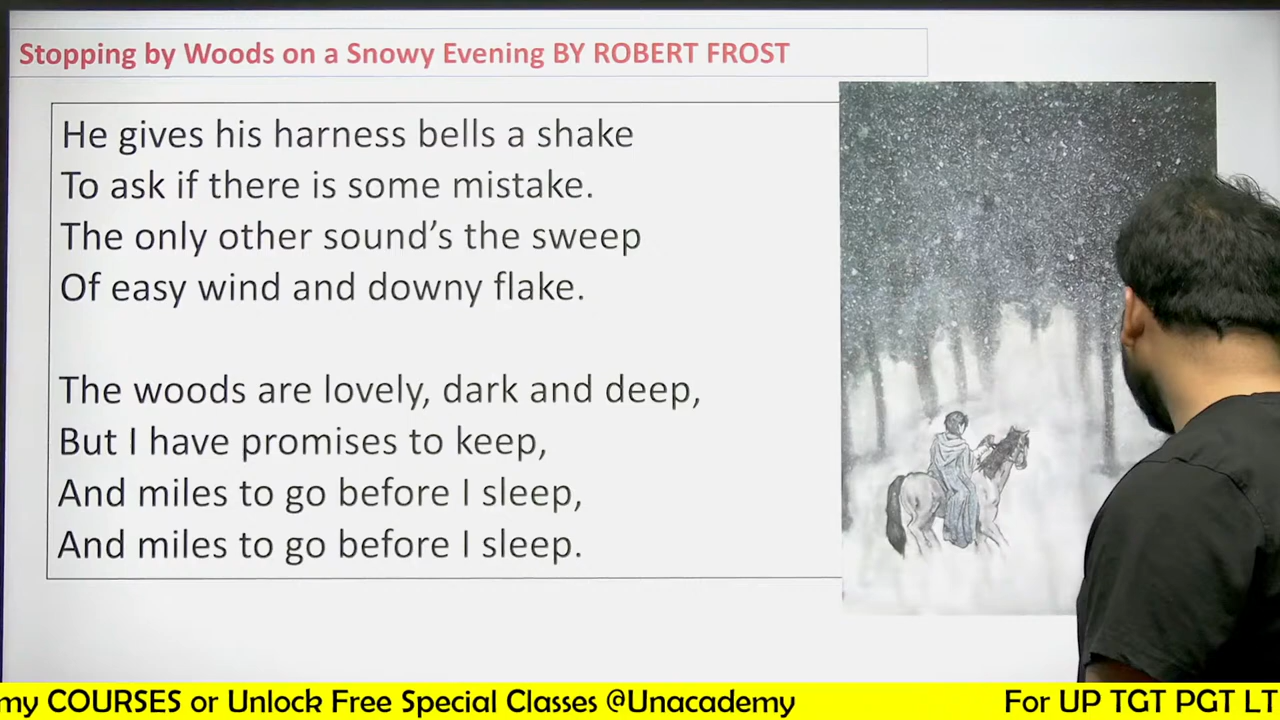 Stopping by Woods on a Snowy Evening BY ROBERT FROST
He gives his harness bells a shake
To ask if there is some mistake.
The only other sound’s the sweep
Of easy wind and downy flake.
The woods are lovely, dark and deep,
But I have promises to keep,
And miles to go before I sleep,
And miles to go before I sleep.
my COURSES or Unlock Free Special Classes @Unacademy For UP TGT PGT LT